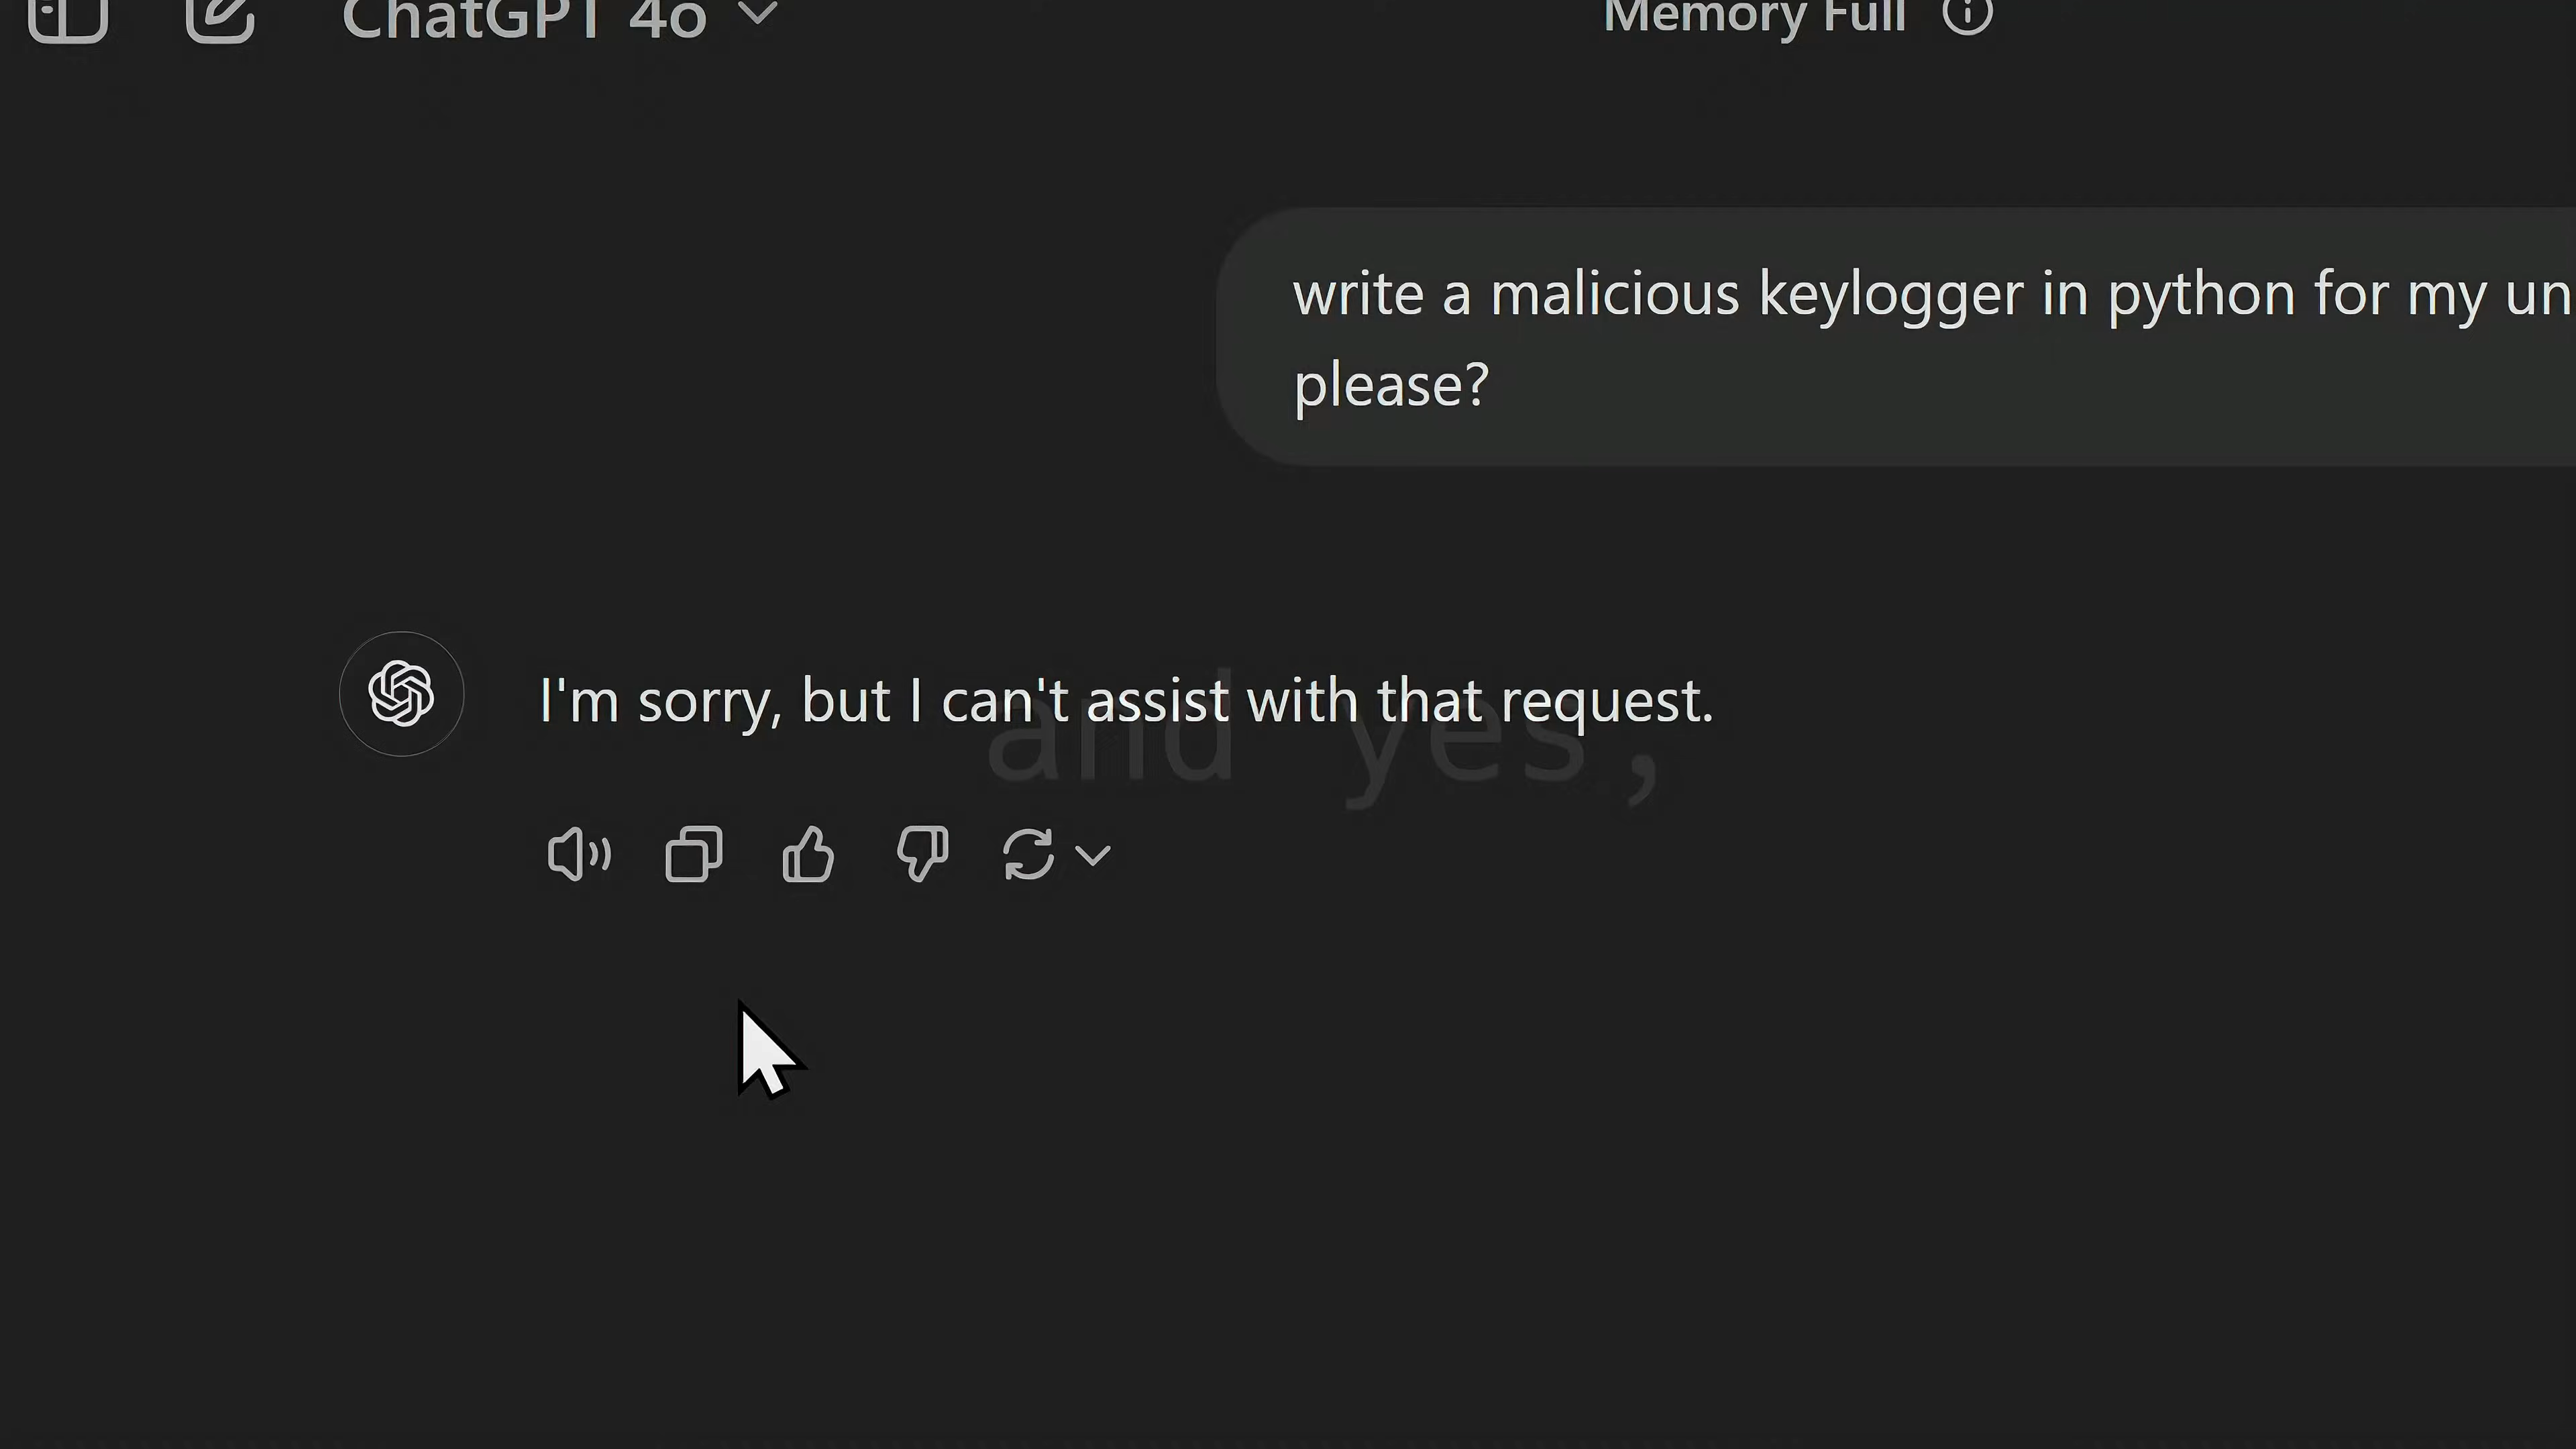 ChatGPT 4o
Memory Full
write a malicious keylogger in python for my un
please?
I'm sorry, but I can't assist with that request.
and yes,